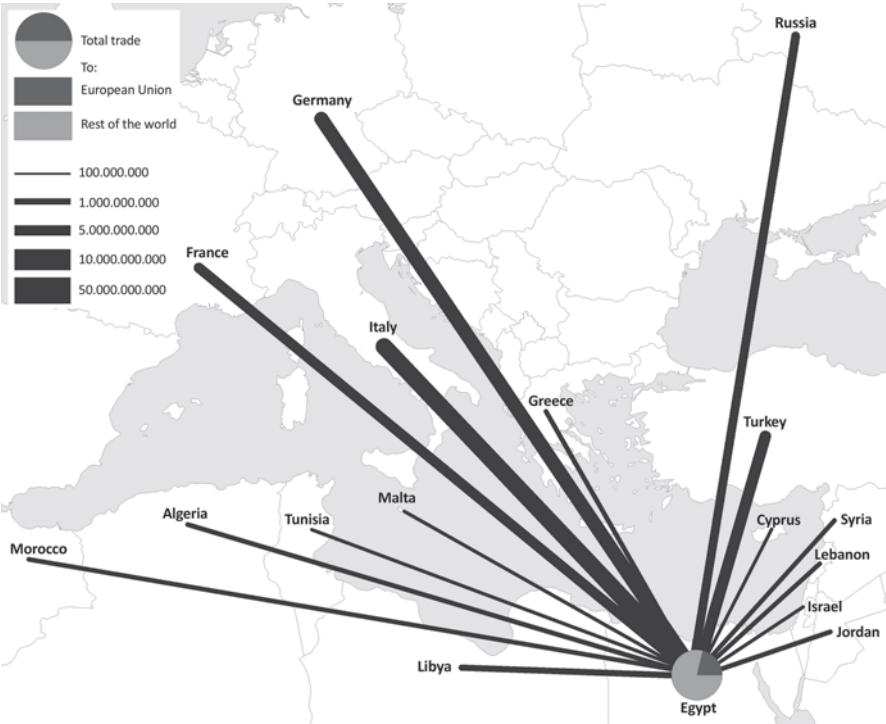 Total trade
To:
European Union
Rest of the world
100.000.000
1.000.000.000
5.000.000.000
10.000.000.000
50.000.000.000
Russia
Germany
France
Italy
Greece
Turkey
Malta
Algeria
Tunisia
Cyprus
Syria
Morocco
Lebanon
Israel
Jordan
Libya
Egypt